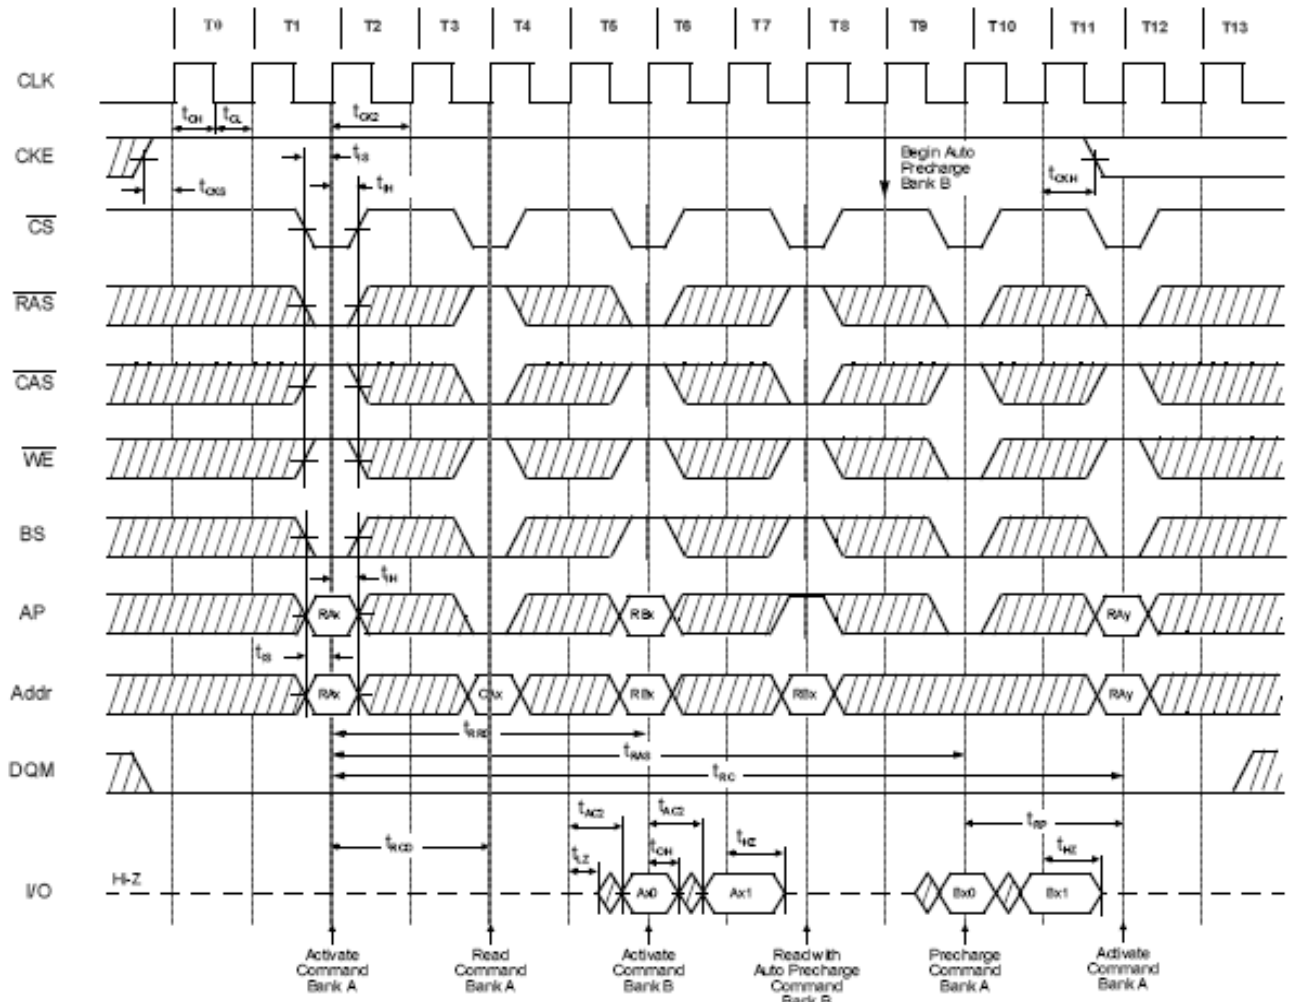 T0 T1 T2 T3 T4 T5 T6 T7 T8 T9 T10 T11 T12 T13
CLK
tCH tCL tCK2
CKE
tIS
Begin Auto
Precharge
Bank B
tCKS
tIH
tCKH
CS
RAS
CAS
WE
BS
tIH
AP
RAx RBx RAy
tIS
Addr
RAx CAx RBx RBx RAy
tRRD
tRAS
DQM
tRC
tAC2 tAC2
tRCD
tOH
tHZ
tRP
tHZ
tLZ
Hi-Z
I/O
Ax0 Ax1 Bx0 Bx1
Activate
Command
Bank A
Read
Command
Bank A
Activate
Command
Bank B
Read with
Auto Precharge
Command
Bank B
Precharge
Command
Bank A
Activate
Command
Bank A